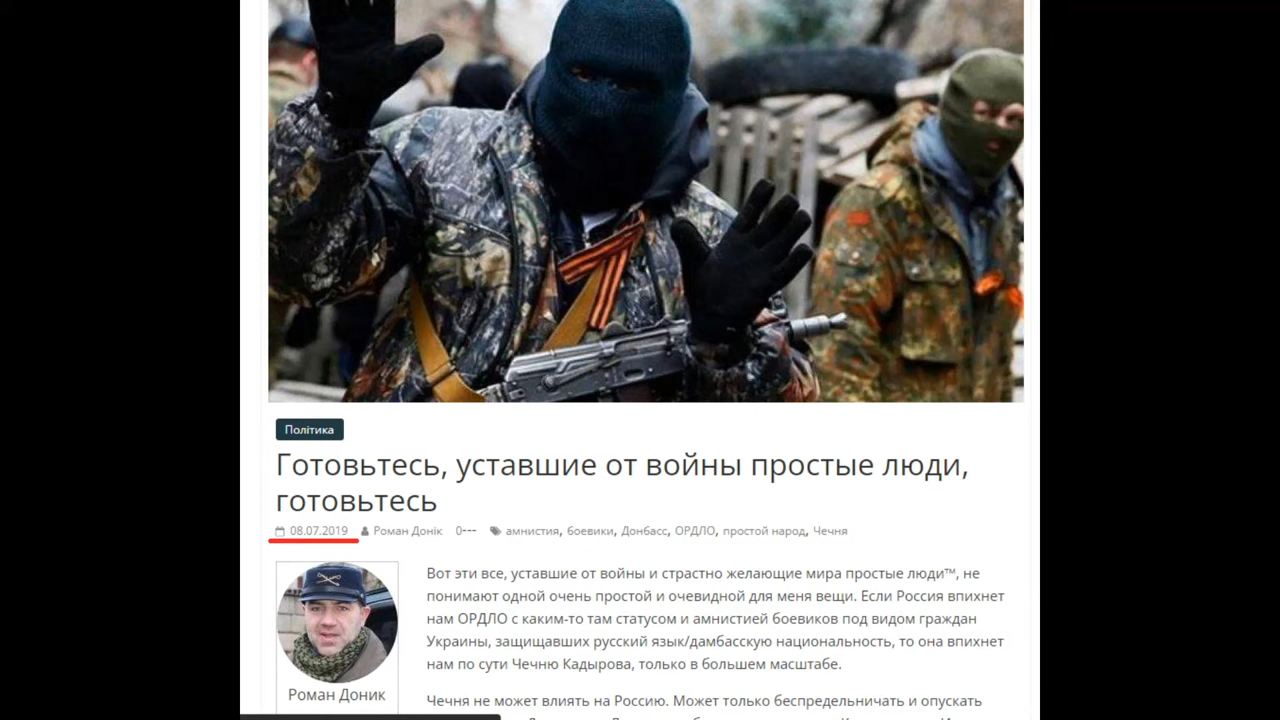 Політика
Готовьтесь, уставшие от войны простые люди,
готовьтесь
08.07.2019 Роман Донік 0--- амнистия, боевики, Донбасс, ОРДЛО, простой народ, Чечня
Вот эти все, уставшие от войны и страстно желающие мира простые люди™, не
понимают одной очень простой и очевидной для меня вещи. Если Россия впихнет
нам ОРДЛО с каким-то там статусом и амнистией боевиков под видом граждан
Украины, защищавших русский язык/дамбасскую национальность, то она впихнет
нам по сути Чечню Кадырова, только в большем масштабе.
Роман Доник
Чечня не может влиять на Россию. Может только беспредельничать и опускать